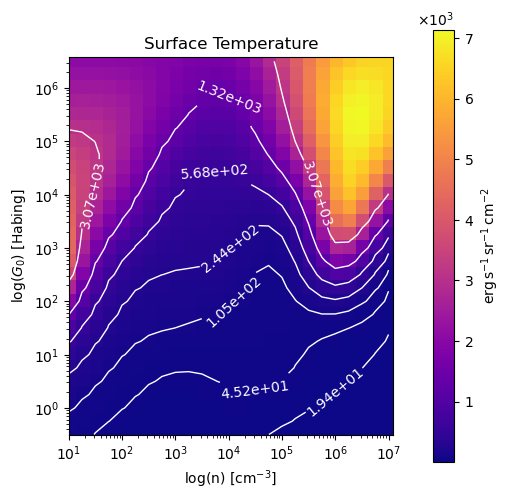 ×10³
Surface Temperature
log(G₀) [Habing]
10⁶
10⁵
10⁴
10³
10²
10¹
10⁰
1.32e+03
5.68e+02
3.07e+03
3.07e+03
2.44e+02
1.05e+02
4.52e+01
1.94e+01
10¹ 10² 10³ 10⁴ 10⁵ 10⁶ 10⁷
log(n) [cm⁻³]
7
6
5
4
3
2
1
erg s⁻¹ sr⁻¹ cm⁻²